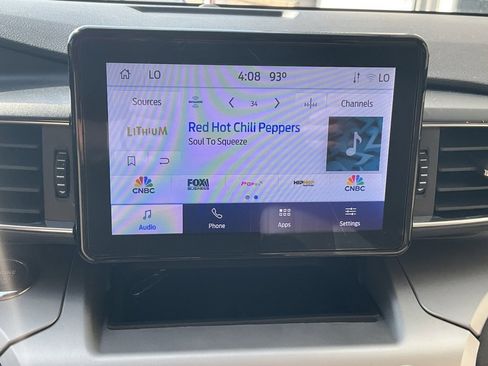 LO 4:08 93° LO
Sources 34 Channels
LITHIUM
Red Hot Chili Peppers
Soul To Squeeze
CNBC FOX BUSINESS CNBC
Audio Phone Apps Settings